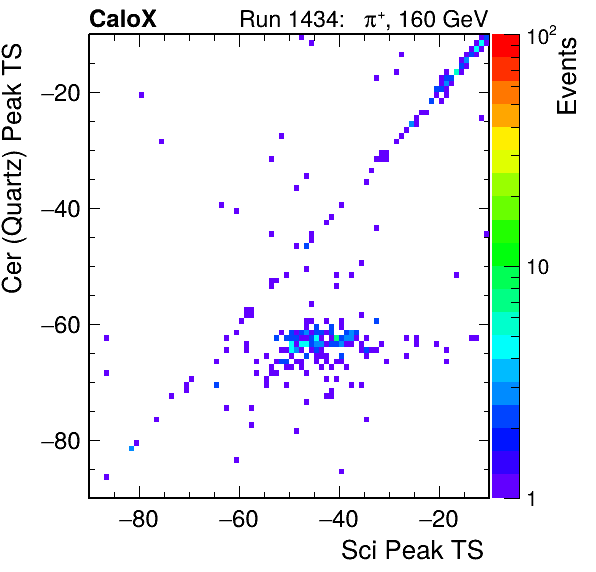 CaloX Run 1434: π⁺, 160 GeV
Cer (Quartz) Peak TS
−20
−40
−60
−80
−80 −60 −40 −20
Sci Peak TS
10²
10
1
Events